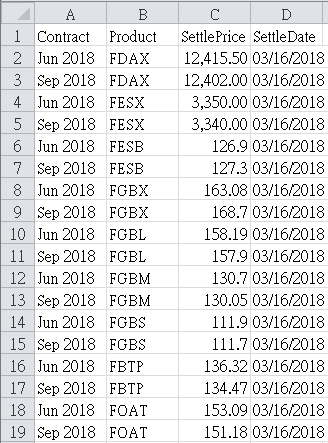 A B C D
1 Contract Product SettlePrice SettleDate
2 Jun 2018 FDAX 12,415.50 03/16/2018
3 Sep 2018 FDAX 12,402.00 03/16/2018
4 Jun 2018 FESX 3,350.00 03/16/2018
5 Sep 2018 FESX 3,340.00 03/16/2018
6 Jun 2018 FESB 126.9 03/16/2018
7 Sep 2018 FESB 127.3 03/16/2018
8 Jun 2018 FGBX 163.08 03/16/2018
9 Sep 2018 FGBX 168.7 03/16/2018
10 Jun 2018 FGBL 158.19 03/16/2018
11 Sep 2018 FGBL 157.9 03/16/2018
12 Jun 2018 FGBM 130.7 03/16/2018
13 Sep 2018 FGBM 130.05 03/16/2018
14 Jun 2018 FGBS 111.9 03/16/2018
15 Sep 2018 FGBS 111.7 03/16/2018
16 Jun 2018 FBTP 136.32 03/16/2018
17 Sep 2018 FBTP 134.47 03/16/2018
18 Jun 2018 FOAT 153.09 03/16/2018
19 Sep 2018 FOAT 151.18 03/16/2018